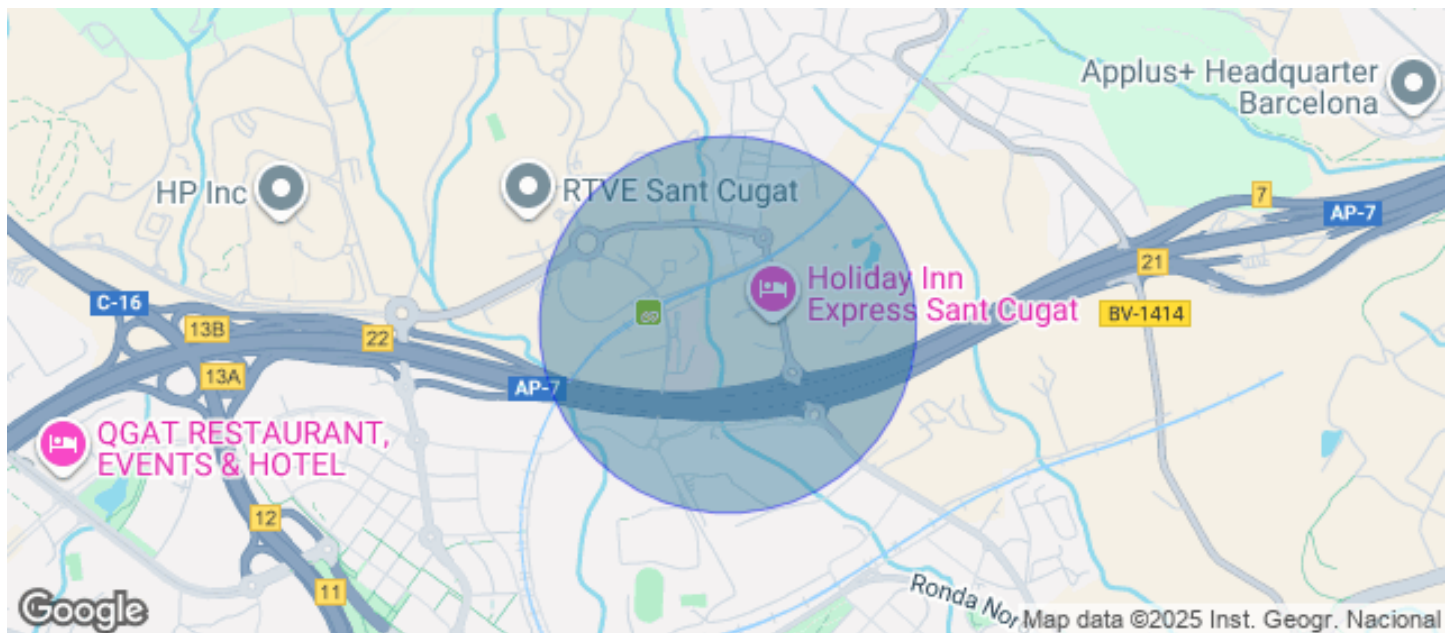 Applus+ Headquarter
Barcelona
HP Inc
RTVE Sant Cugat
7
AP-7
21
Holiday Inn
Express Sant Cugat
C-16
BV-1414
13B
22
13A
AP-7
QGAT RESTAURANT,
EVENTS & HOTEL
12
11
Ronda Nor
Google
Map data ©2025 Inst. Geogr. Nacional